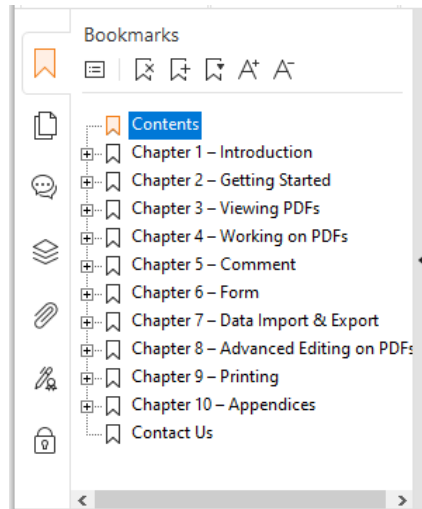 Bookmarks
A+ A-
Contents
Chapter 1 – Introduction
Chapter 2 – Getting Started
Chapter 3 – Viewing PDFs
Chapter 4 – Working on PDFs
Chapter 5 – Comment
Chapter 6 – Form
Chapter 7 – Data Import & Export
Chapter 8 – Advanced Editing on PDFs
Chapter 9 – Printing
Chapter 10 – Appendices
Contact Us